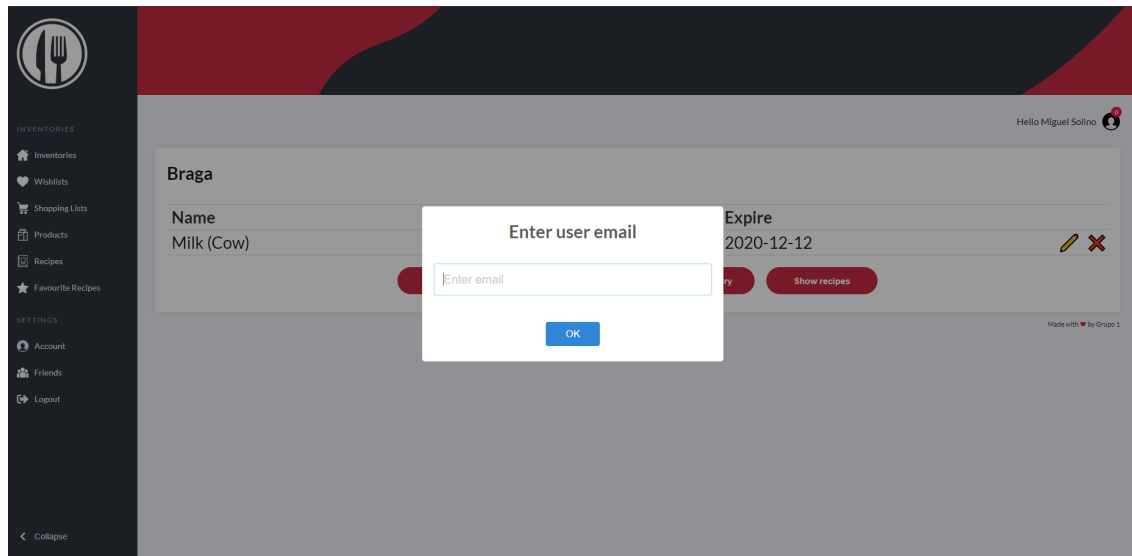 INVENTORIES
Inventories
Wishlists
Shopping Lists
Products
Recipes
Favourite Recipes
SETTINGS
Account
Friends
Logout
Collapse
Hello Miguel Solino
0
Braga
Name Expire
Milk (Cow) 2020-12-12
Enter user email
Enter email
OK
ry
Show recipes
Made with ♥ by Grupo 1